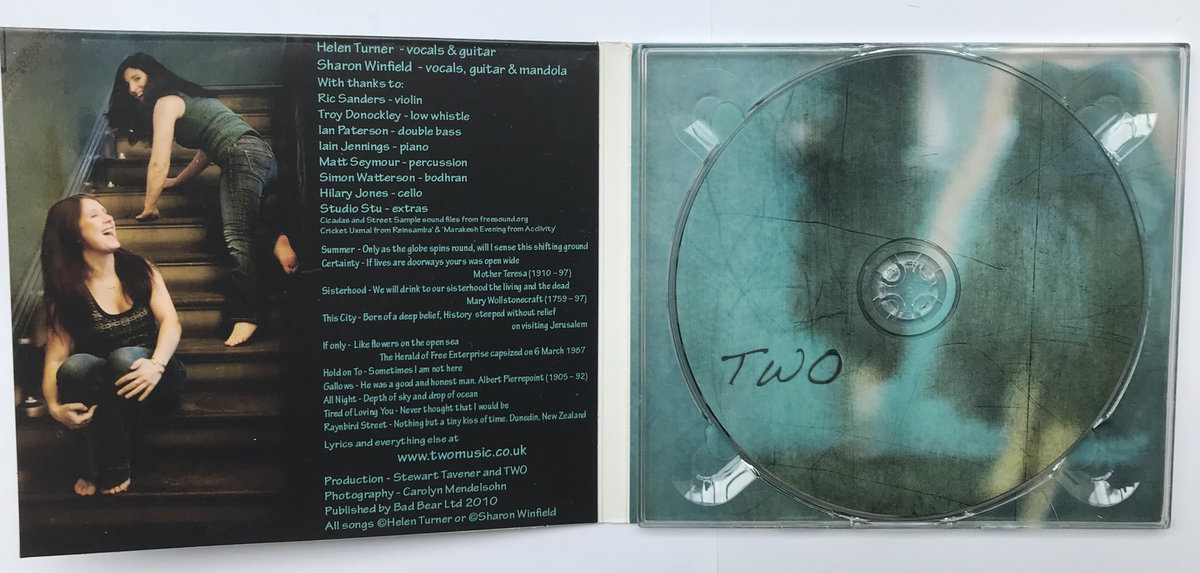 Helen Turner - vocals & guitar
Sharon Winfield - vocals, guitar & mandola
With thanks to:
Ric Sanders - violin
Troy Donockley - low whistle
Ian Paterson - double bass
Iain Jennings - piano
Matt Seymour - percussion
Simon Watterson - bodhran
Hilary Jones - cello
Studio Stu - extras
Cicadas and Street Sample sound files from freesound.org
Cricket Uxmal from Reinsamba' & 'Marakesh Evening from Acclivity'
Summer - Only as the globe spins round, will I sense this shifting ground
Certainty - If lives are doorways yours was open wide
Mother Teresa (1910 - 97)
Sisterhood - We will drink to our sisterhood the living and the dead
Mary Wollstonecraft (1759 - 97)
This City - Born of a deep belief, History steeped without relief
on visiting Jerusalem
If only - Like flowers on the open sea
The Herald of Free Enterprise capsized on 6 March 1987
Hold on To - Sometimes I am not here
Gallows - He was a good and honest man. Albert Pierrepoint (1905 - 92)
All Night - Depth of sky and drop of ocean
Tired of Loving You - Never thought that I would be
Raynbird Street - Nothing but a tiny kiss of time. Dunedin, New Zealand
Lyrics and everything else at
www.twomusic.co.uk
Production - Stewart Tavener and TWO
Photography - Carolyn Mendelsohn
Published by Bad Bear Ltd 2010
All songs ©Helen Turner or ©Sharon Winfield
TWO